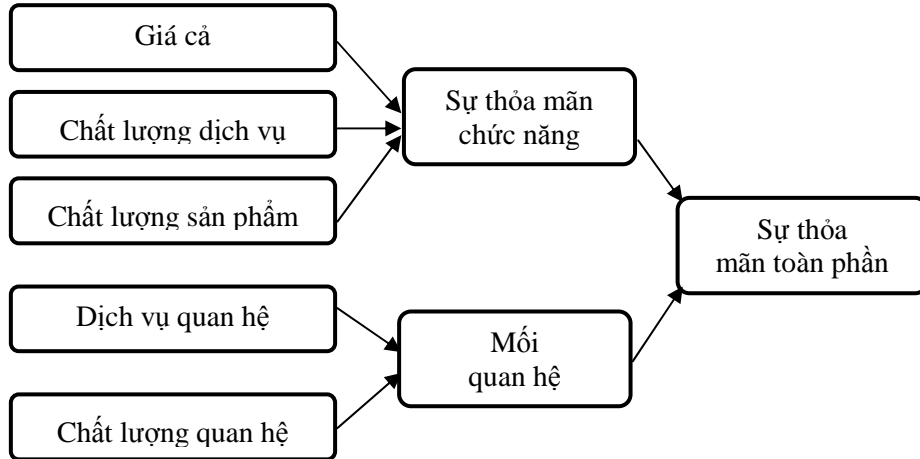 Giá cả
Chất lượng dịch vụ
Chất lượng sản phẩm
Dịch vụ quan hệ
Chất lượng quan hệ
Sự thỏa mãn
chức năng
Mối
quan hệ
Sự thỏa
mãn toàn phần